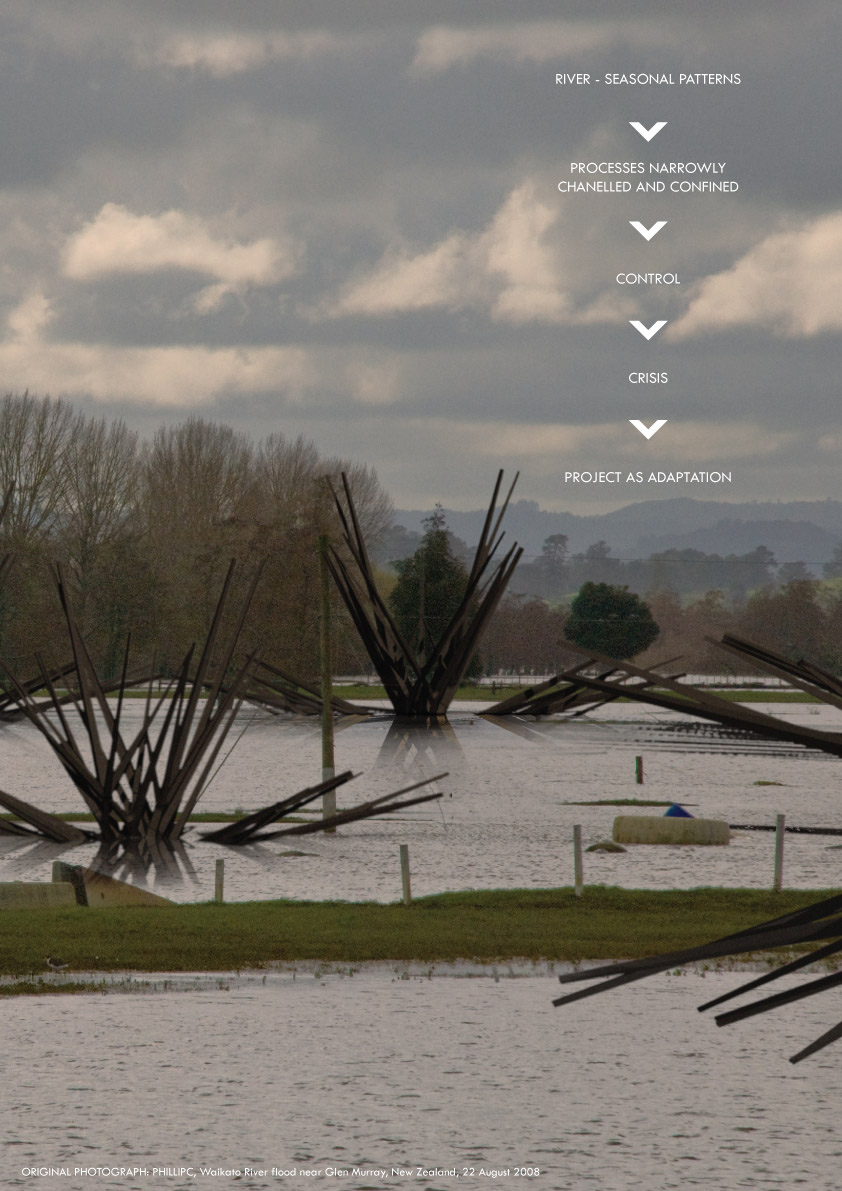 RIVER - SEASONAL PATTERNS
PROCESSES NARROWLY
CHANELLED AND CONFINED
CONTROL
CRISIS
PROJECT AS ADAPTATION
ORIGINAL PHOTOGRAPH: PHILLIPC, Waikato River flood near Glen Murray, New Zealand, 22 August 2008